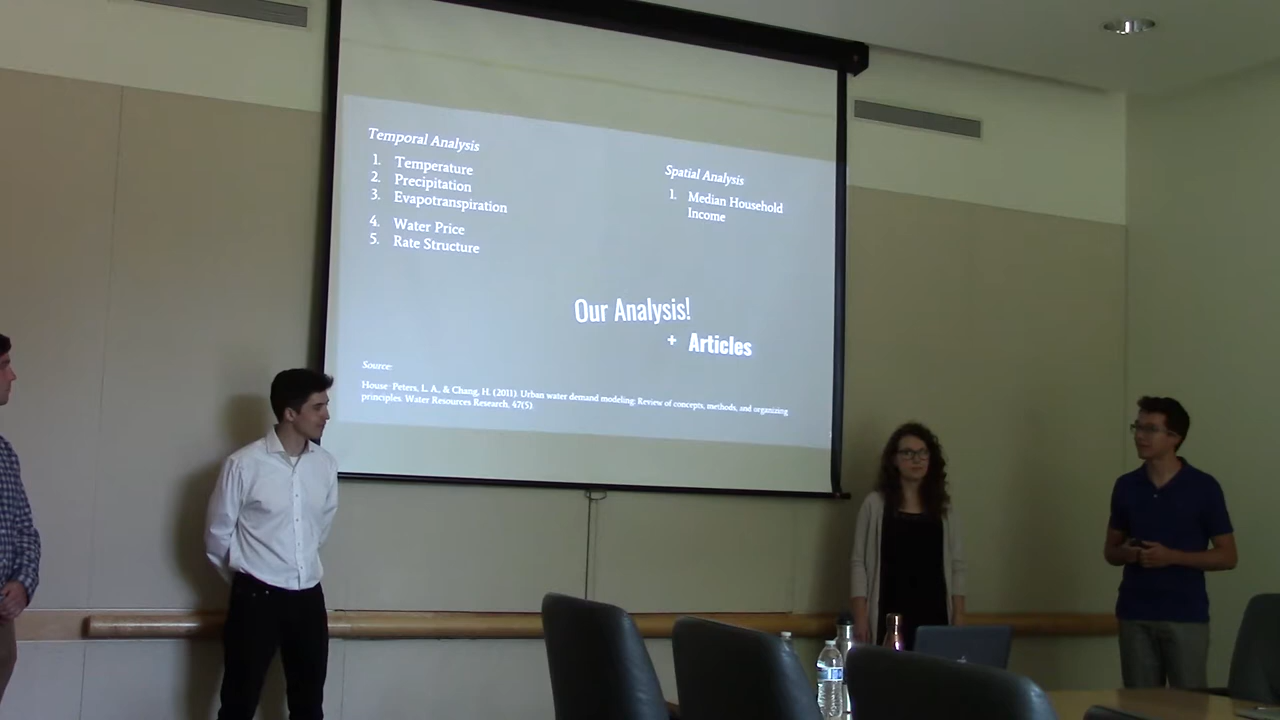 Temporal Analysis
1. Temperature
2. Precipitation
3. Evapotranspiration
4. Water Price
5. Rate Structure
Spatial Analysis
1. Median Household
Income
Our Analysis!
+ Articles
Source:
House-Peters, L. A., & Chang, H. (2011). Urban water demand modeling: Review of concepts, methods, and organizing
principles. Water Resources Research, 47(5).